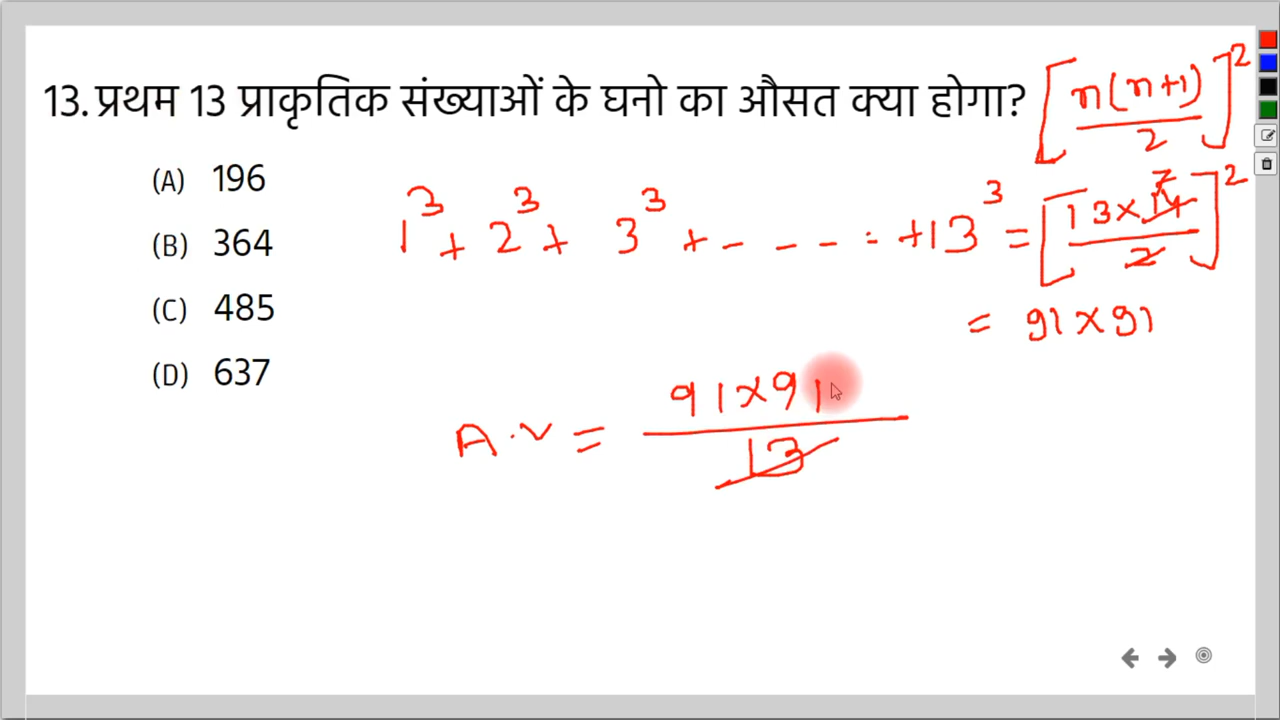 13. प्रथम 13 प्राकृतिक संख्याओं के घनो का औसत क्या होगा?
[n(n+1)/2]²
(A) 196
1³ + 2³ + 3³ + - - - - + 13³ = [13×14/2]² 7
(B) 364
(C) 485
= 91×91
(D) 637
A.V = 91×91/13